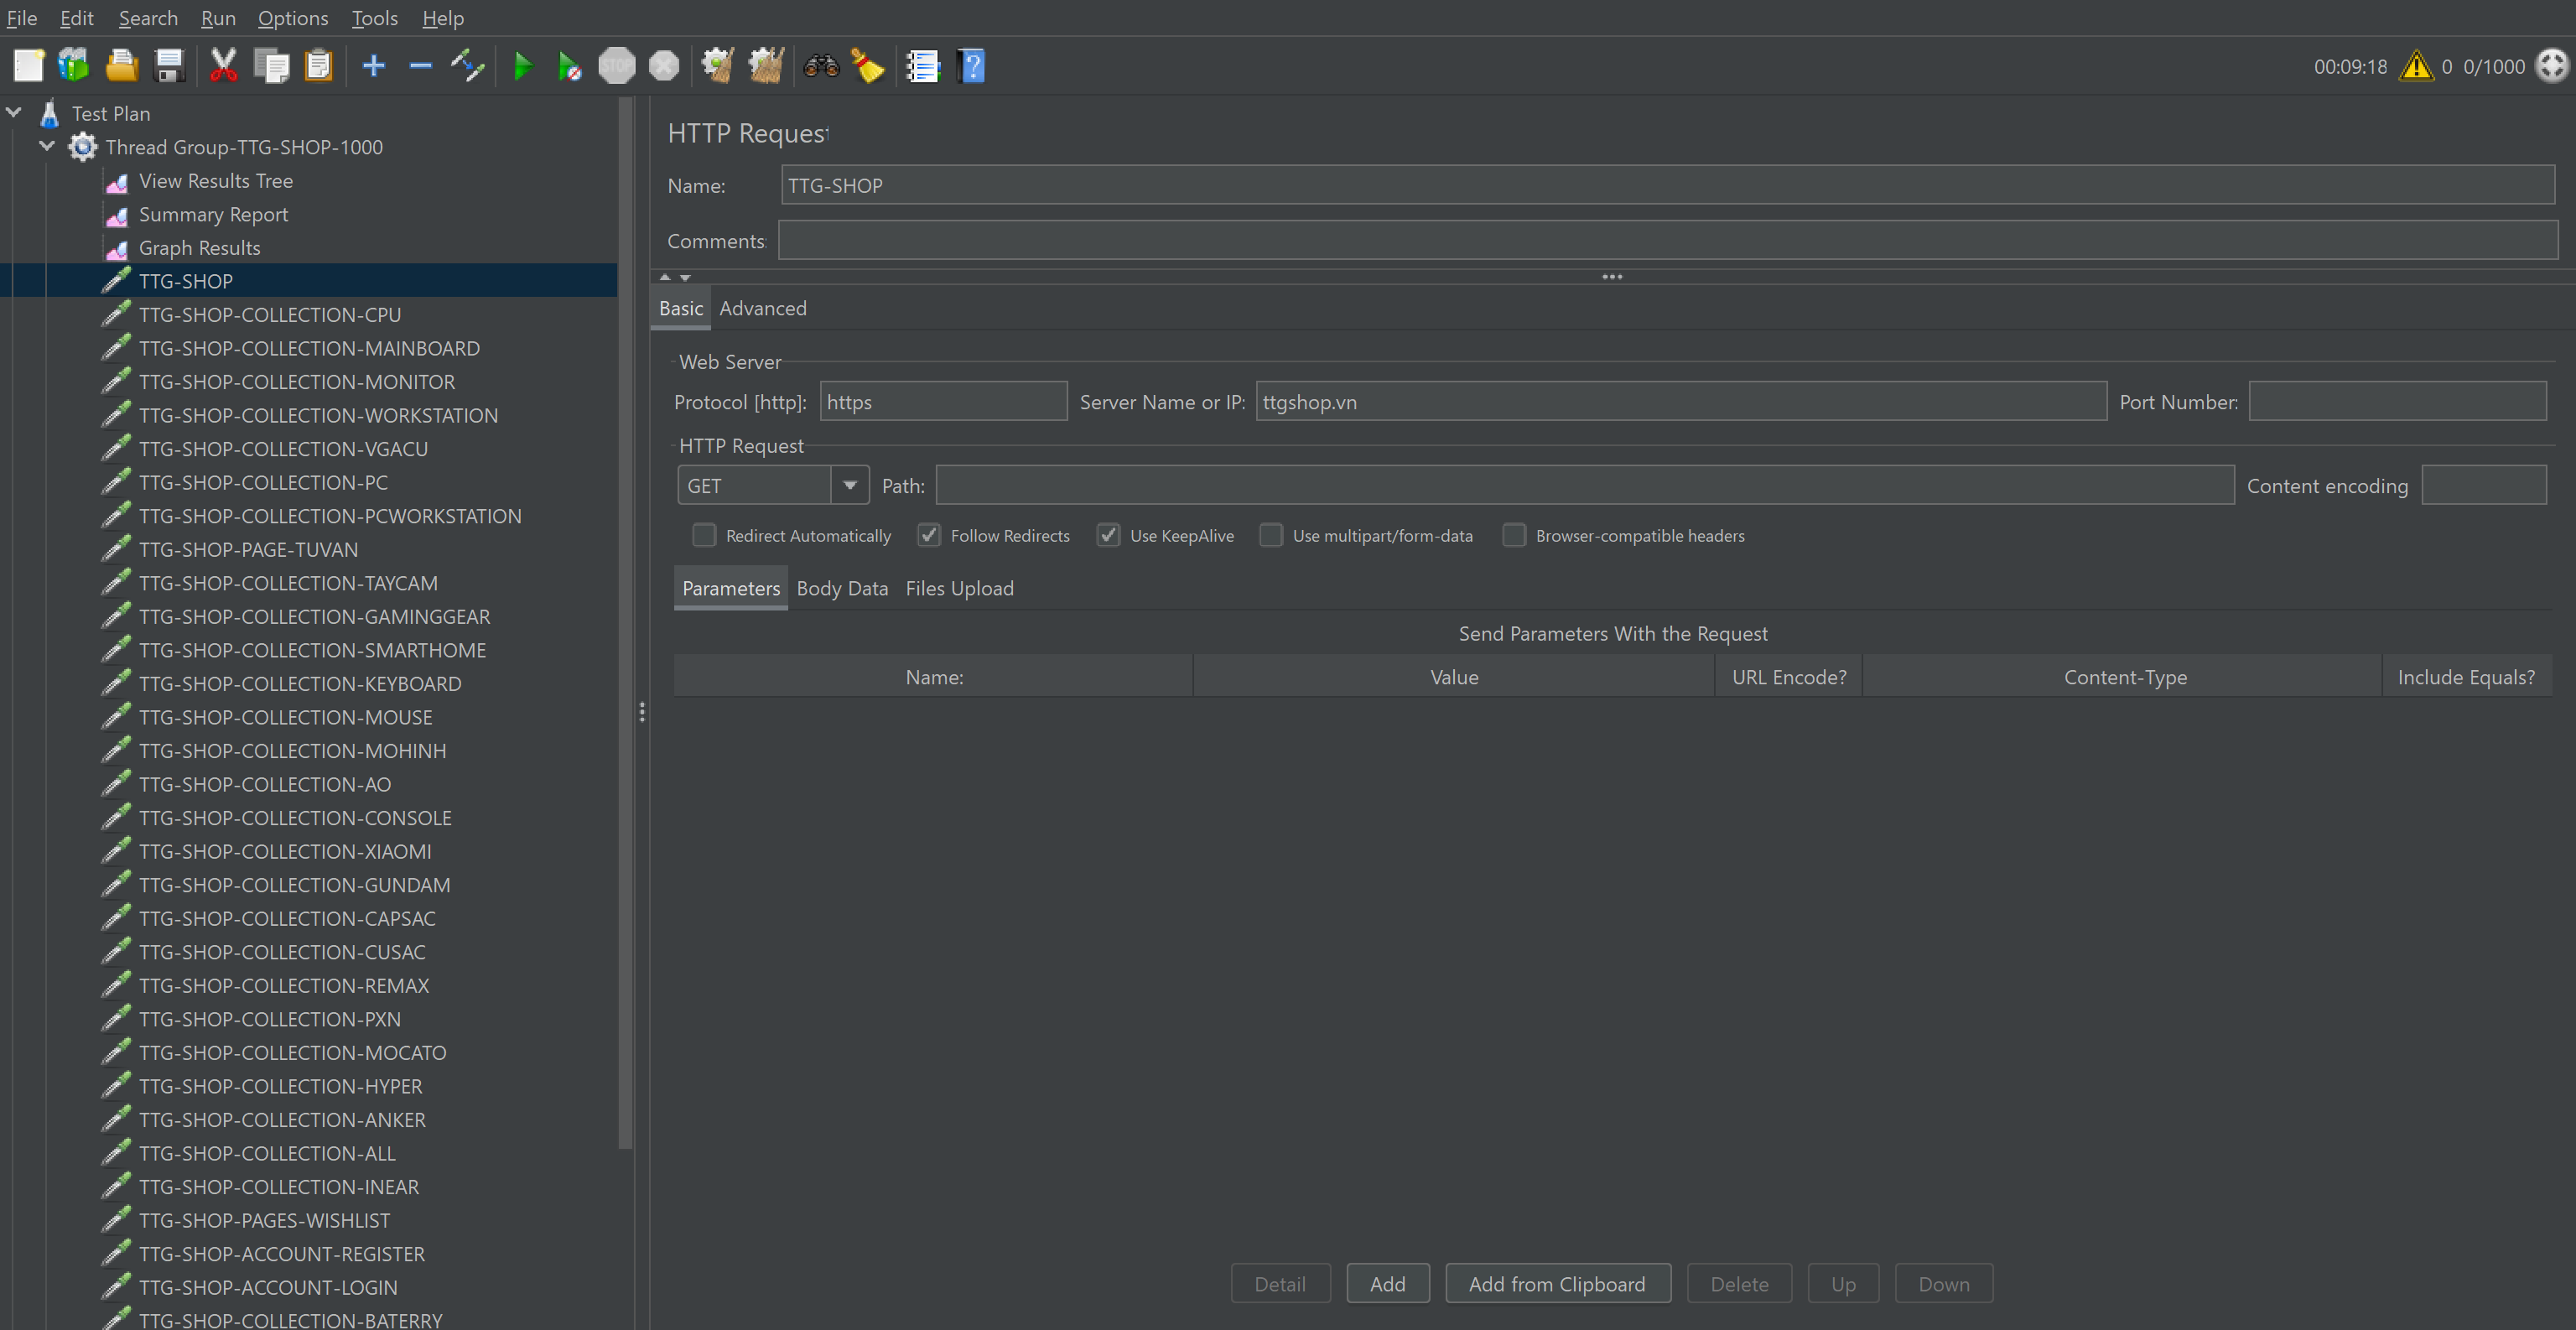 File Edit Search Run Options Tools Help
STOP
00:09:18 0 0/1000
Test Plan
Thread Group-TTG-SHOP-1000
View Results Tree
Summary Report
Graph Results
TTG-SHOP
TTG-SHOP-COLLECTION-CPU
TTG-SHOP-COLLECTION-MAINBOARD
TTG-SHOP-COLLECTION-MONITOR
TTG-SHOP-COLLECTION-WORKSTATION
TTG-SHOP-COLLECTION-VGACU
TTG-SHOP-COLLECTION-PC
TTG-SHOP-COLLECTION-PCWORKSTATION
TTG-SHOP-PAGE-TUVAN
TTG-SHOP-COLLECTION-TAYCAM
TTG-SHOP-COLLECTION-GAMINGGEAR
TTG-SHOP-COLLECTION-SMARTHOME
TTG-SHOP-COLLECTION-KEYBOARD
TTG-SHOP-COLLECTION-MOUSE
TTG-SHOP-COLLECTION-MOHINH
TTG-SHOP-COLLECTION-AO
TTG-SHOP-COLLECTION-CONSOLE
TTG-SHOP-COLLECTION-XIAOMI
TTG-SHOP-COLLECTION-GUNDAM
TTG-SHOP-COLLECTION-CAPSAC
TTG-SHOP-COLLECTION-CUSAC
TTG-SHOP-COLLECTION-REMAX
TTG-SHOP-COLLECTION-PXN
TTG-SHOP-COLLECTION-MOCATO
TTG-SHOP-COLLECTION-HYPER
TTG-SHOP-COLLECTION-ANKER
TTG-SHOP-COLLECTION-ALL
TTG-SHOP-COLLECTION-INEAR
TTG-SHOP-PAGES-WISHLIST
TTG-SHOP-ACCOUNT-REGISTER
TTG-SHOP-ACCOUNT-LOGIN
TTG-SHOP-COLLECTION-BATERRY
HTTP Request
Name: TTG-SHOP
Comments:
Basic Advanced
Web Server
Protocol [http]: https Server Name or IP: ttgshop.vn Port Number:
HTTP Request
GET Path: Content encoding
Redirect Automatically Follow Redirects Use KeepAlive Use multipart/form-data Browser-compatible headers
Parameters Body Data Files Upload
Send Parameters With the Request
Name: Value URL Encode? Content-Type Include Equals?
Detail Add Add from Clipboard Delete Up Down